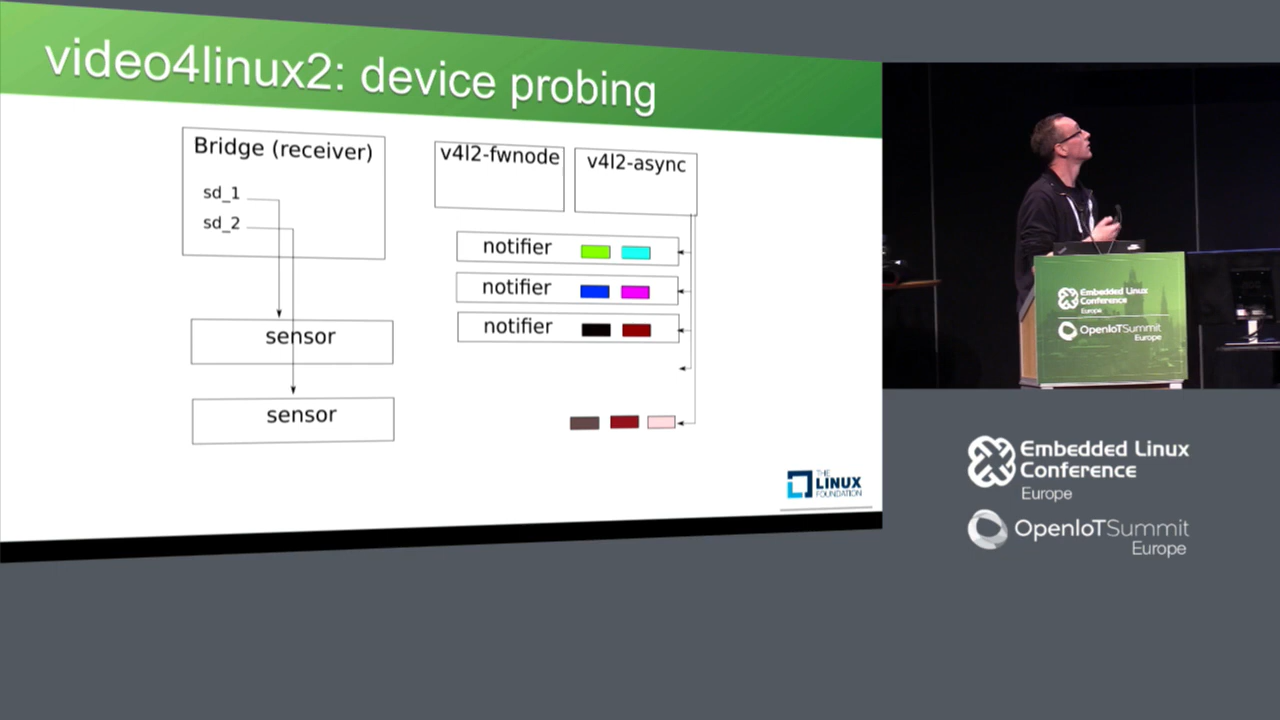 video4linux2: device probing
Bridge (receiver)
sd_1
sd_2
sensor
sensor
v4l2-fwnode
v4l2-async
notifier
notifier
notifier
THE
LINUX
FOUNDATION
Embedded Linux
Conference
Europe
OpenIoTSummit
Europe
Embedded Linux
Conference
Europe
OpenIoTSummit
Europe